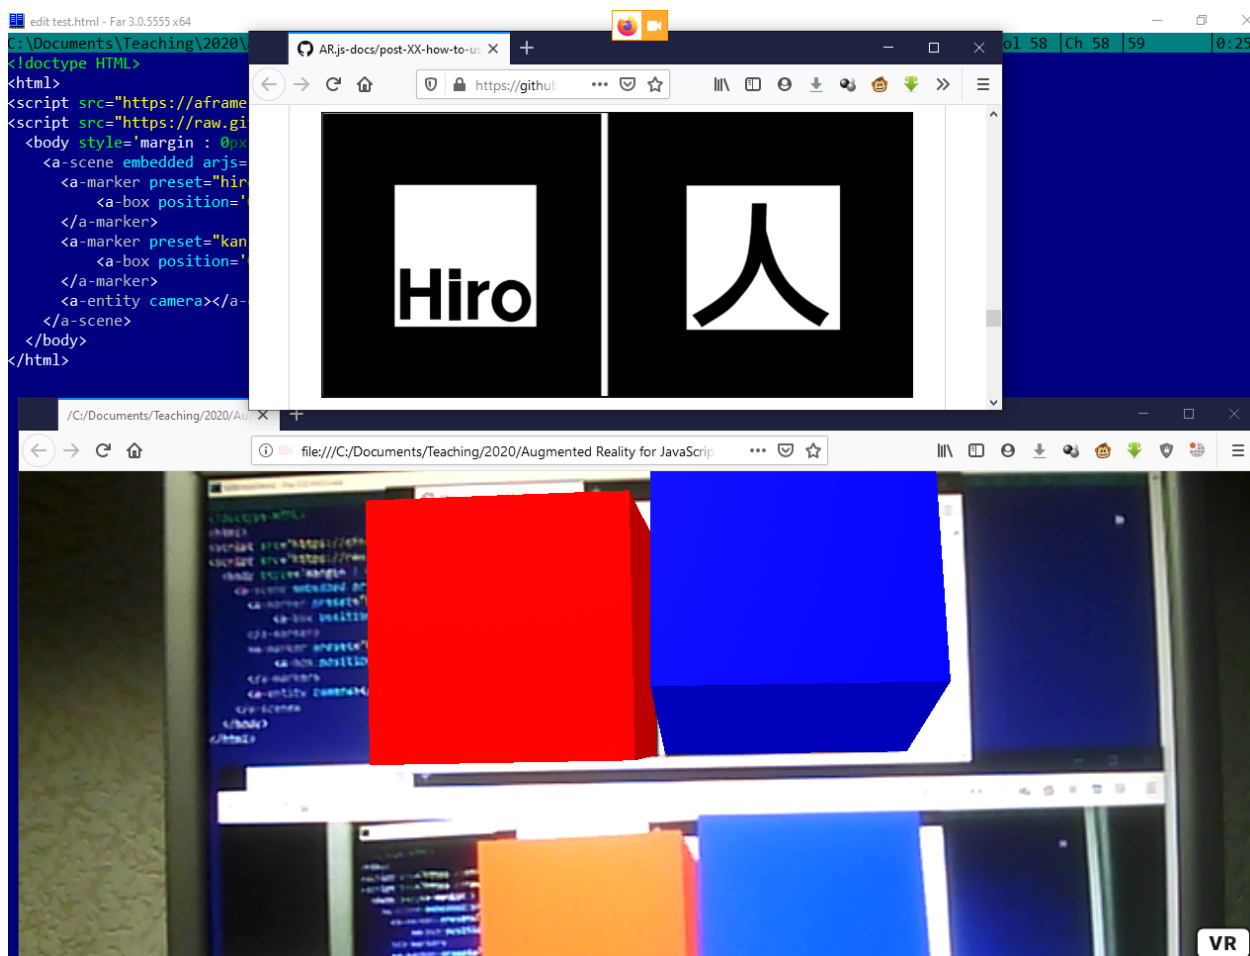 edit test.html - Far 3.0.5555 x64
C:\Documents\Teaching\2020\
ol 58 |Ch 58 |59 |0:25
<!doctype HTML>
<html>
<script src="https://aframe
<script src="https://raw.gi
<body style='margin : 0px
<a-scene embedded arjs=
<a-marker preset="hir
<a-box position='
</a-marker>
<a-marker preset="kan
<a-box position='
</a-marker>
<a-entity camera></a-
</a-scene>
</body>
</html>
AR.js-docs/post-XX-how-to-us
https://github
Hiro
人
/C:/Documents/Teaching/2020/Au
file:///C:/Documents/Teaching/2020/Augmented Reality for JavaScrip
VR